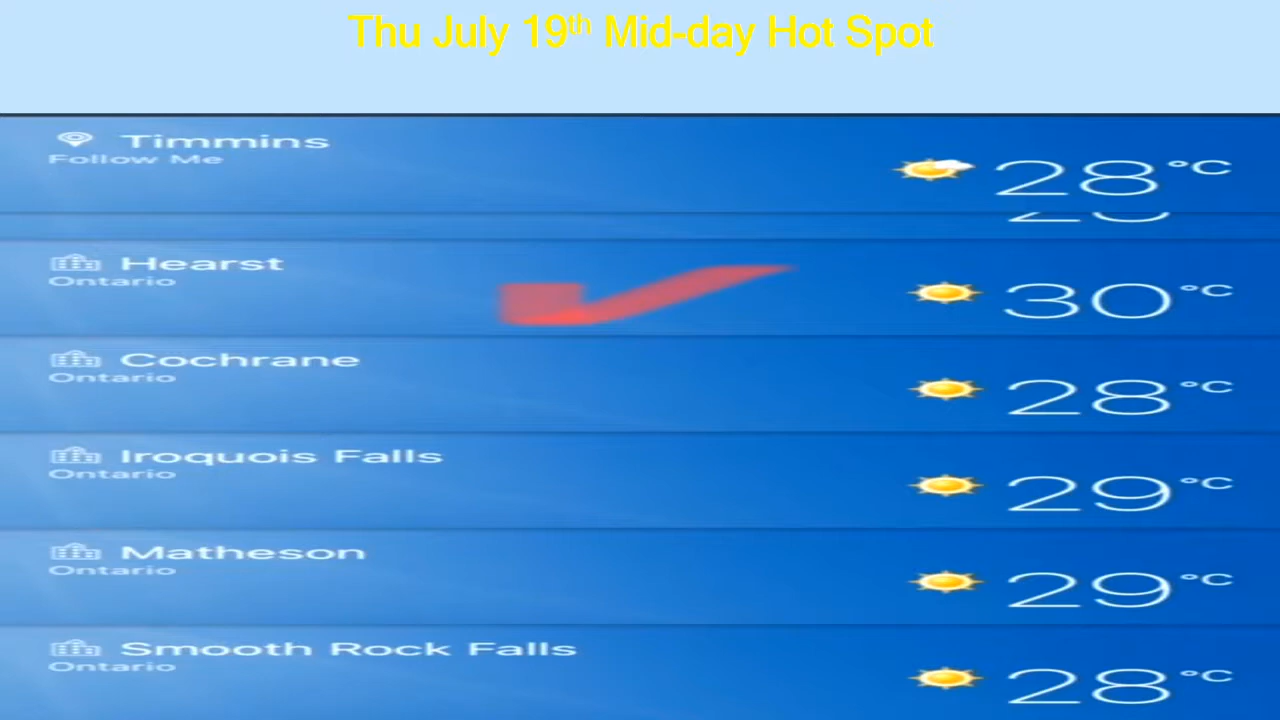 Thu July 19th Mid-day Hot Spot
Timmins
Follow Me
28°C
Hearst
Ontario
30°C
Cochrane
Ontario
28°C
Iroquois Falls
Ontario
29°C
Matheson
Ontario
29°C
Smooth Rock Falls
Ontario
28°C